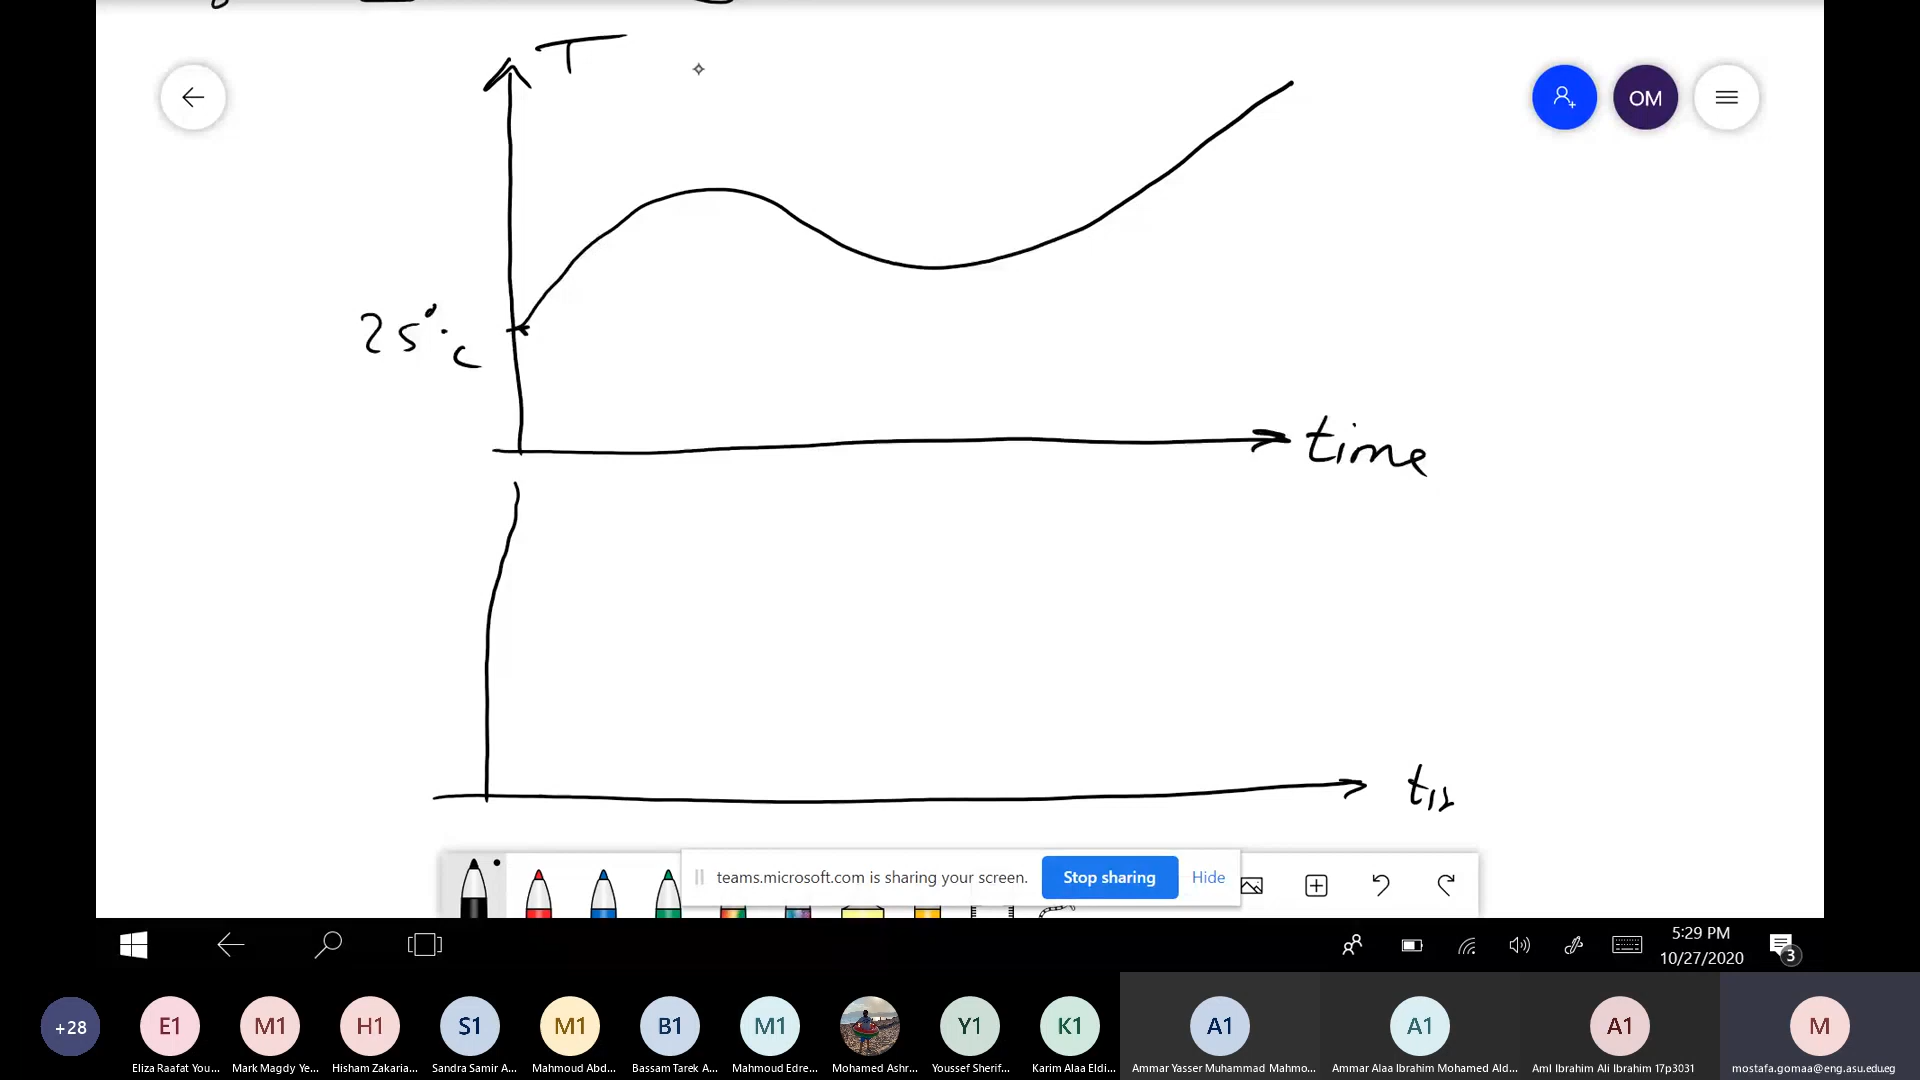 T
OM
25°C
time
t
teams.microsoft.com is sharing your screen.
Stop sharing
Hide
5:29 PM
10/27/2020
3
+28
E1
M1
H1
S1
M1
B1
M1
Y1
K1
A1
A1
A1
M
Eliza Raafat You...
Mark Magdy Ye...
Hisham Zakaria...
Sandra Samir A...
Mahmoud Abd...
Bassam Tarek A...
Mahmoud Edre...
Mohamed Ashr...
Youssef Sherif...
Karim Alaa Eldi...
Ammar Yasser Muhammad Mahmo...
Ammar Alaa Ibrahim Mohamed Ald...
Aml Ibrahim Ali Ibrahim 17p3031
mostafa.gomaa@eng.asu.edu.eg